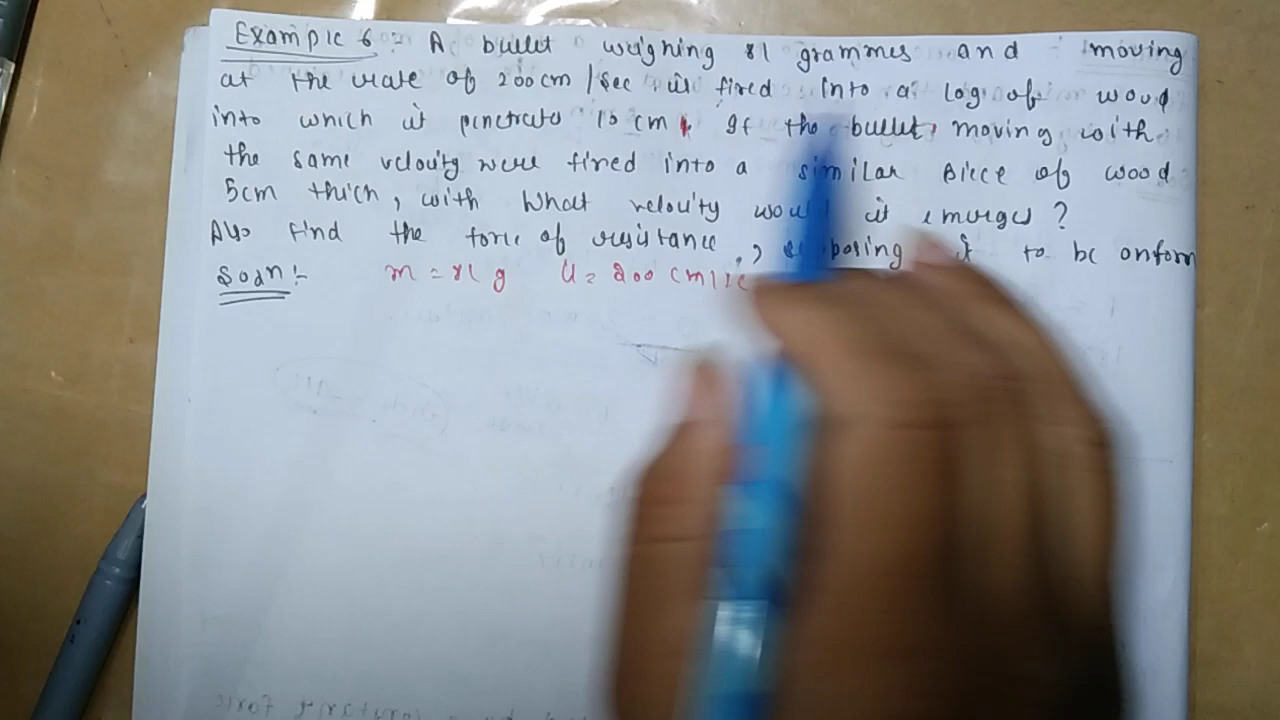 Example 6 :- A bullet weighing 81 grammes and moving
at the rate of 200 cm /sec is fired into a log of wood
into which it penetrates 10 cm. If the bullet, moving with
the same velocity were fired into a similar piece of wood
5cm thick, with what velocity would it emerges ?
Also find the force of resistance, supposing it to be uniform
Soln :- m = 81 g u = 200 cm/sec